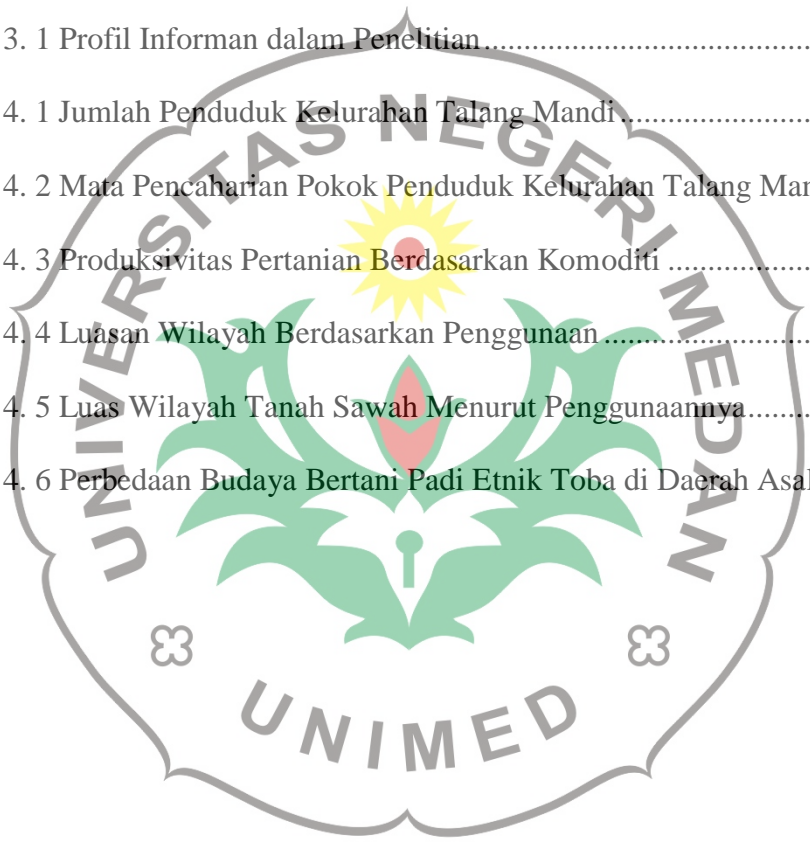 3. 1 Profil Informan dalam Penelitian....................................
4. 1 Jumlah Penduduk Kelurahan Talang Mandi.....................
4. 2 Mata Pencaharian Pokok Penduduk Kelurahan Talang
4. 3 Produksivitas Pertanian Berdasarkan Komoditi .................
4. 4 Luasan Wilayah Berdasarkan Penggunaan .......................
4. 5 Luas Wilayah Tanah Sawah Menurut Penggunaannya........
4. 6 Perbedaan Budaya Bertani Padi Etnik Toba di Daerah
UNIVERSITAS NEGERI MEDAN
UNIMED